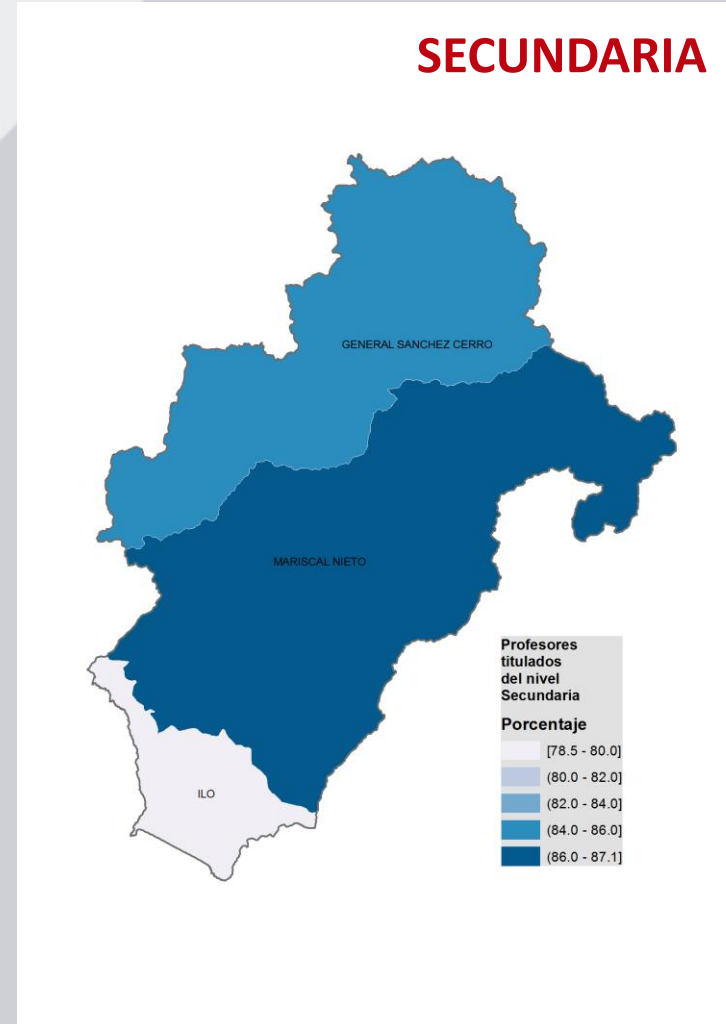 SECUNDARIA
GENERAL SANCHEZ CERRO
MARISCAL NIETO
ILO
Profesores
titulados
del nivel
Secundaria
Porcentaje
[78.5 - 80.0]
(80.0 - 82.0]
(82.0 - 84.0]
(84.0 - 86.0]
(86.0 - 87.1]